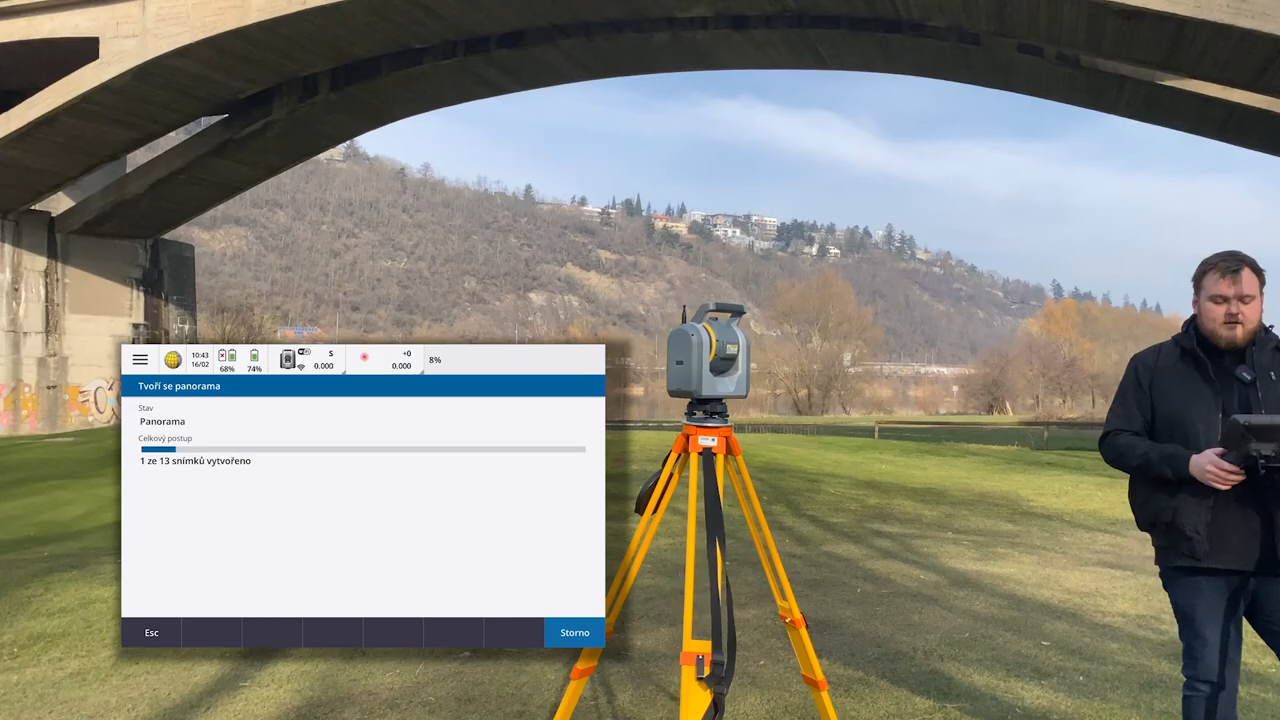 10:43
16/02
68%
74%
S
0.000
+0
0.000
8%
Tvoří se panorama
Stav
Panorama
Celkový postup
1 ze 13 snímků vytvořeno
Esc
Storno